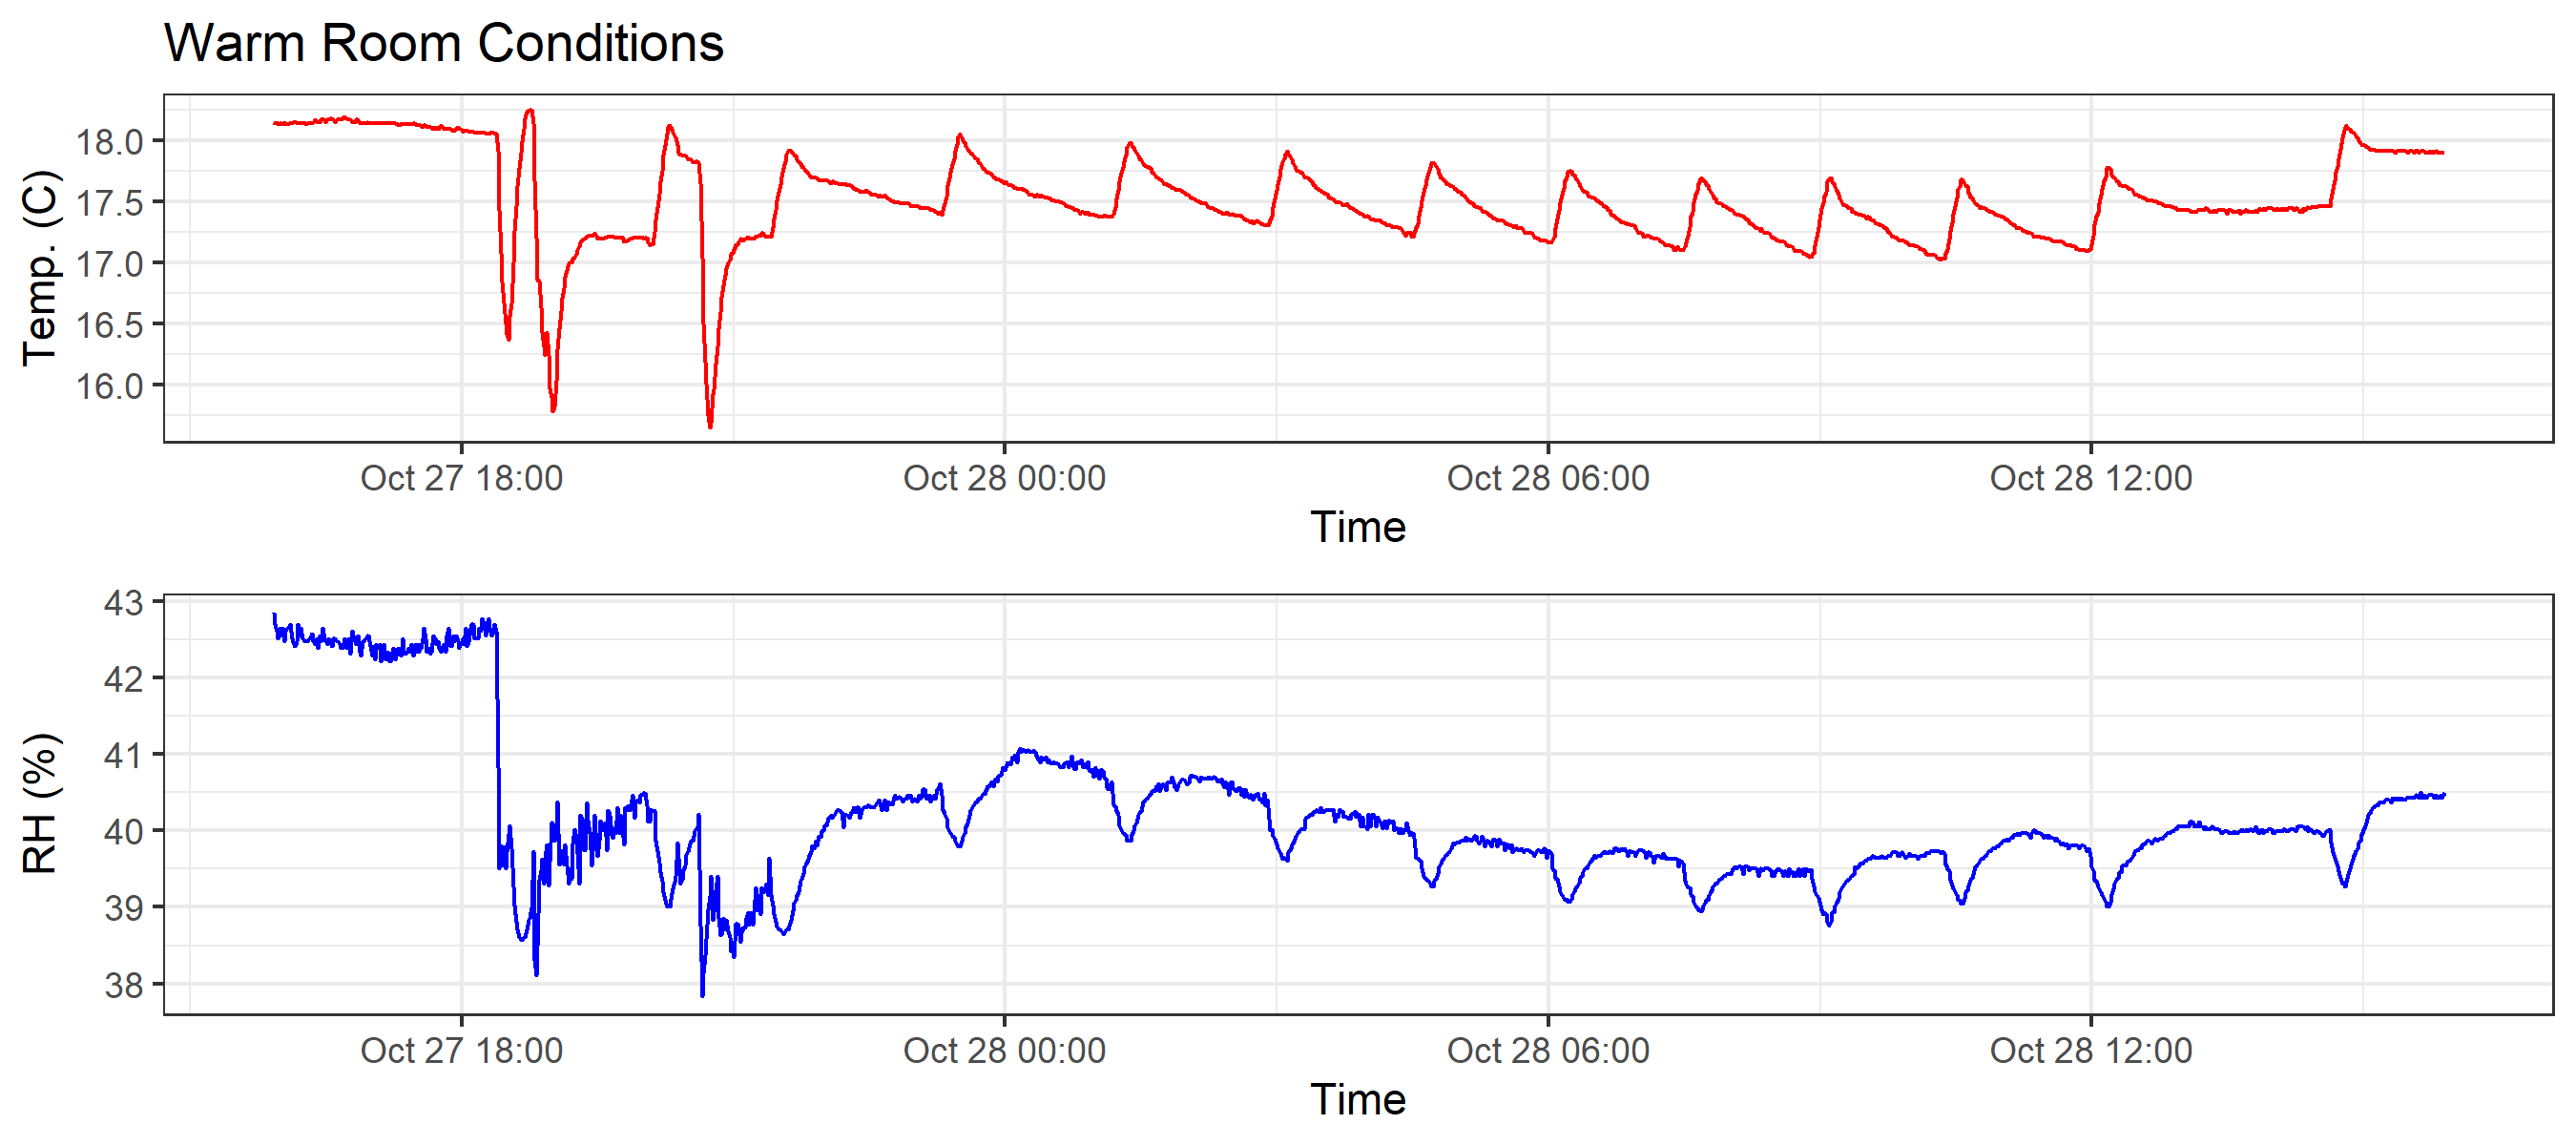 Warm Room Conditions
Temp. (C)
18.0
17.5
17.0
16.5
16.0
Oct 27 18:00 Oct 28 00:00 Oct 28 06:00 Oct 28 12:00
Time
RH (%)
43
42
41
40
39
38
Oct 27 18:00 Oct 28 00:00 Oct 28 06:00 Oct 28 12:00
Time